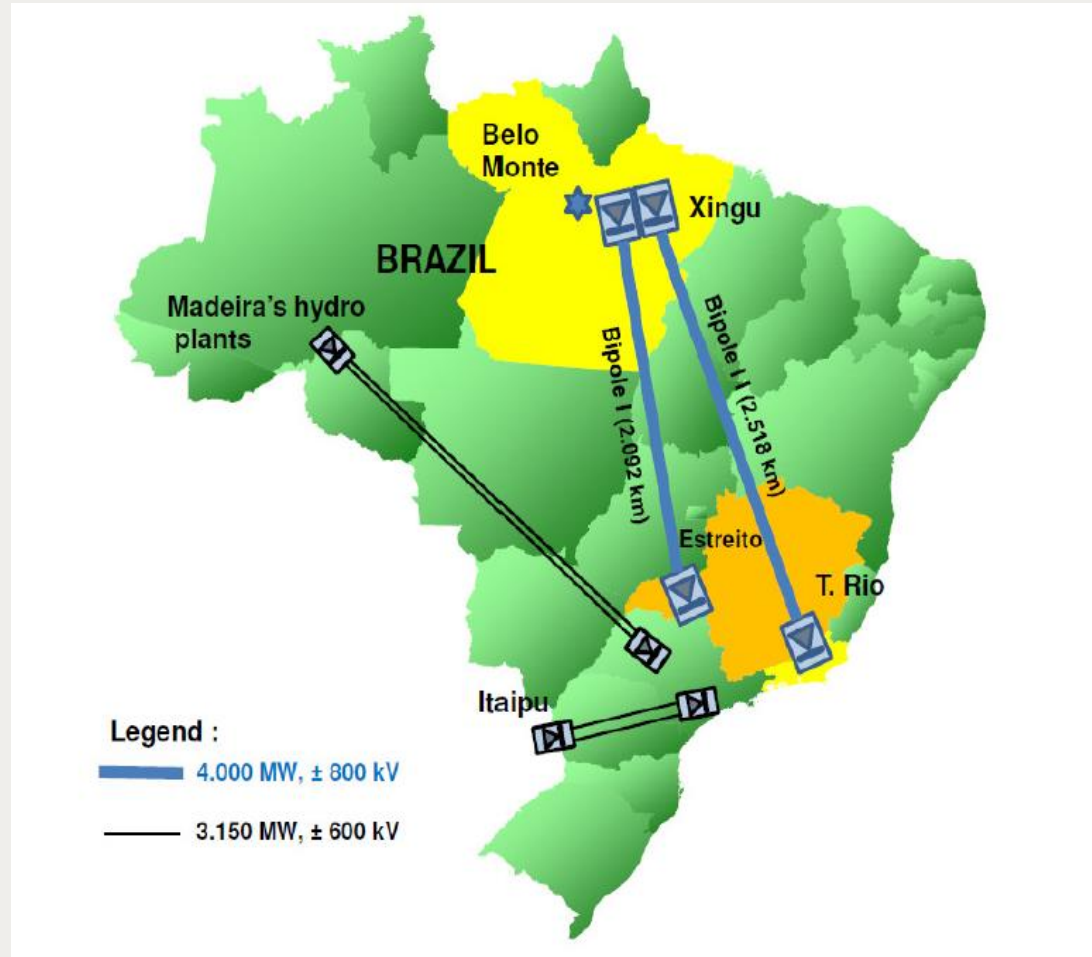 Belo
Monte
Xingu
BRAZIL
Madeira's hydro
plants
Bipole I (2.092 km)
Bipole I I (2.518 km)
Estreito
T. Rio
Itaipu
Legend :
4.000 MW, ± 800 kV
3.150 MW, ± 600 kV